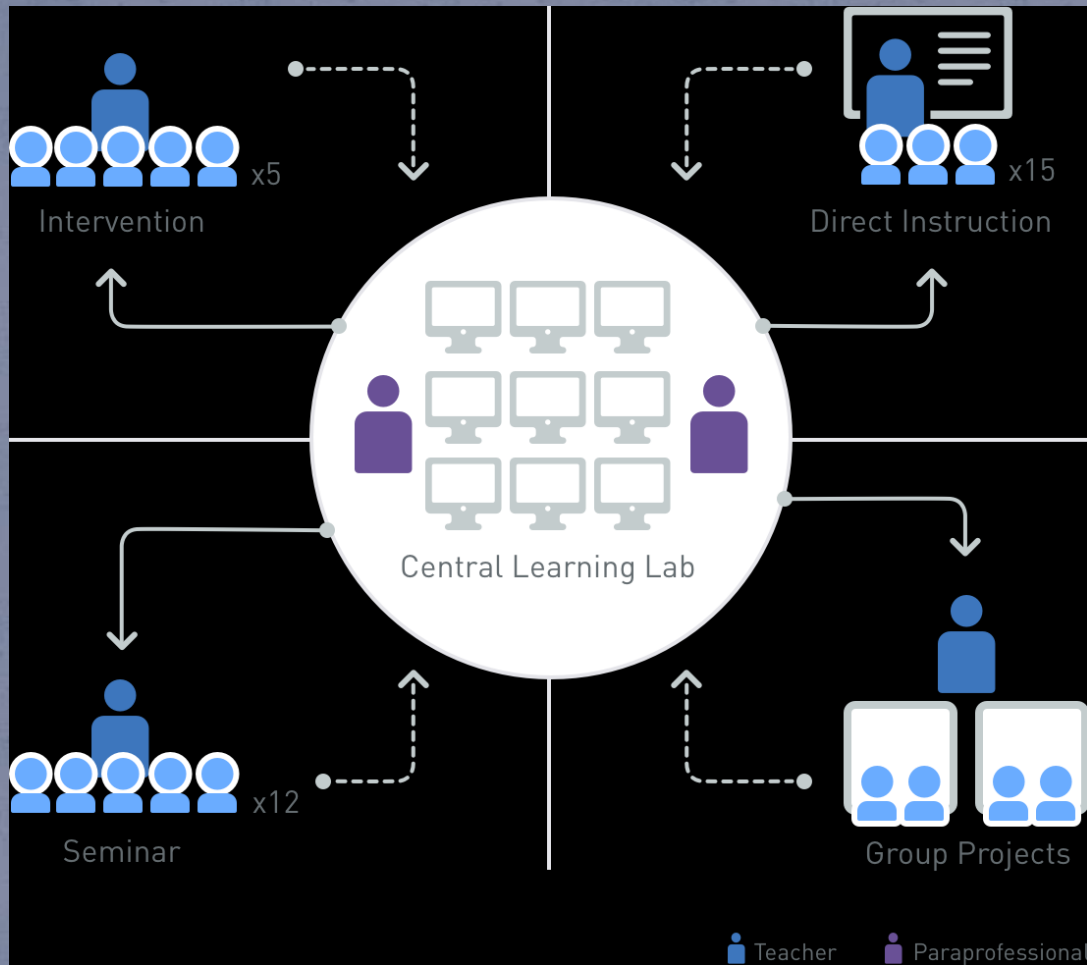 x5
Intervention
x15
Direct Instruction
Central Learning Lab
x12
Seminar
Group Projects
Teacher
Paraprofessional